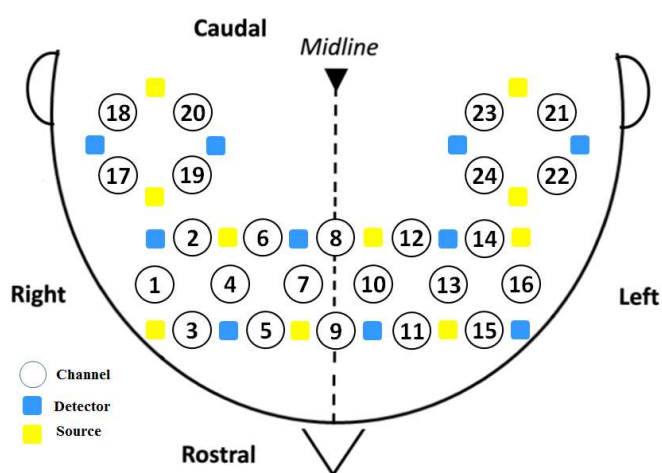 Caudal
Midline
18 20 23 21
17 19 24 22
2 6 8 12 14
1 4 7 10 13 16
Right
Left
3 5 9 11 15
Channel
Detector
Source
Rostral